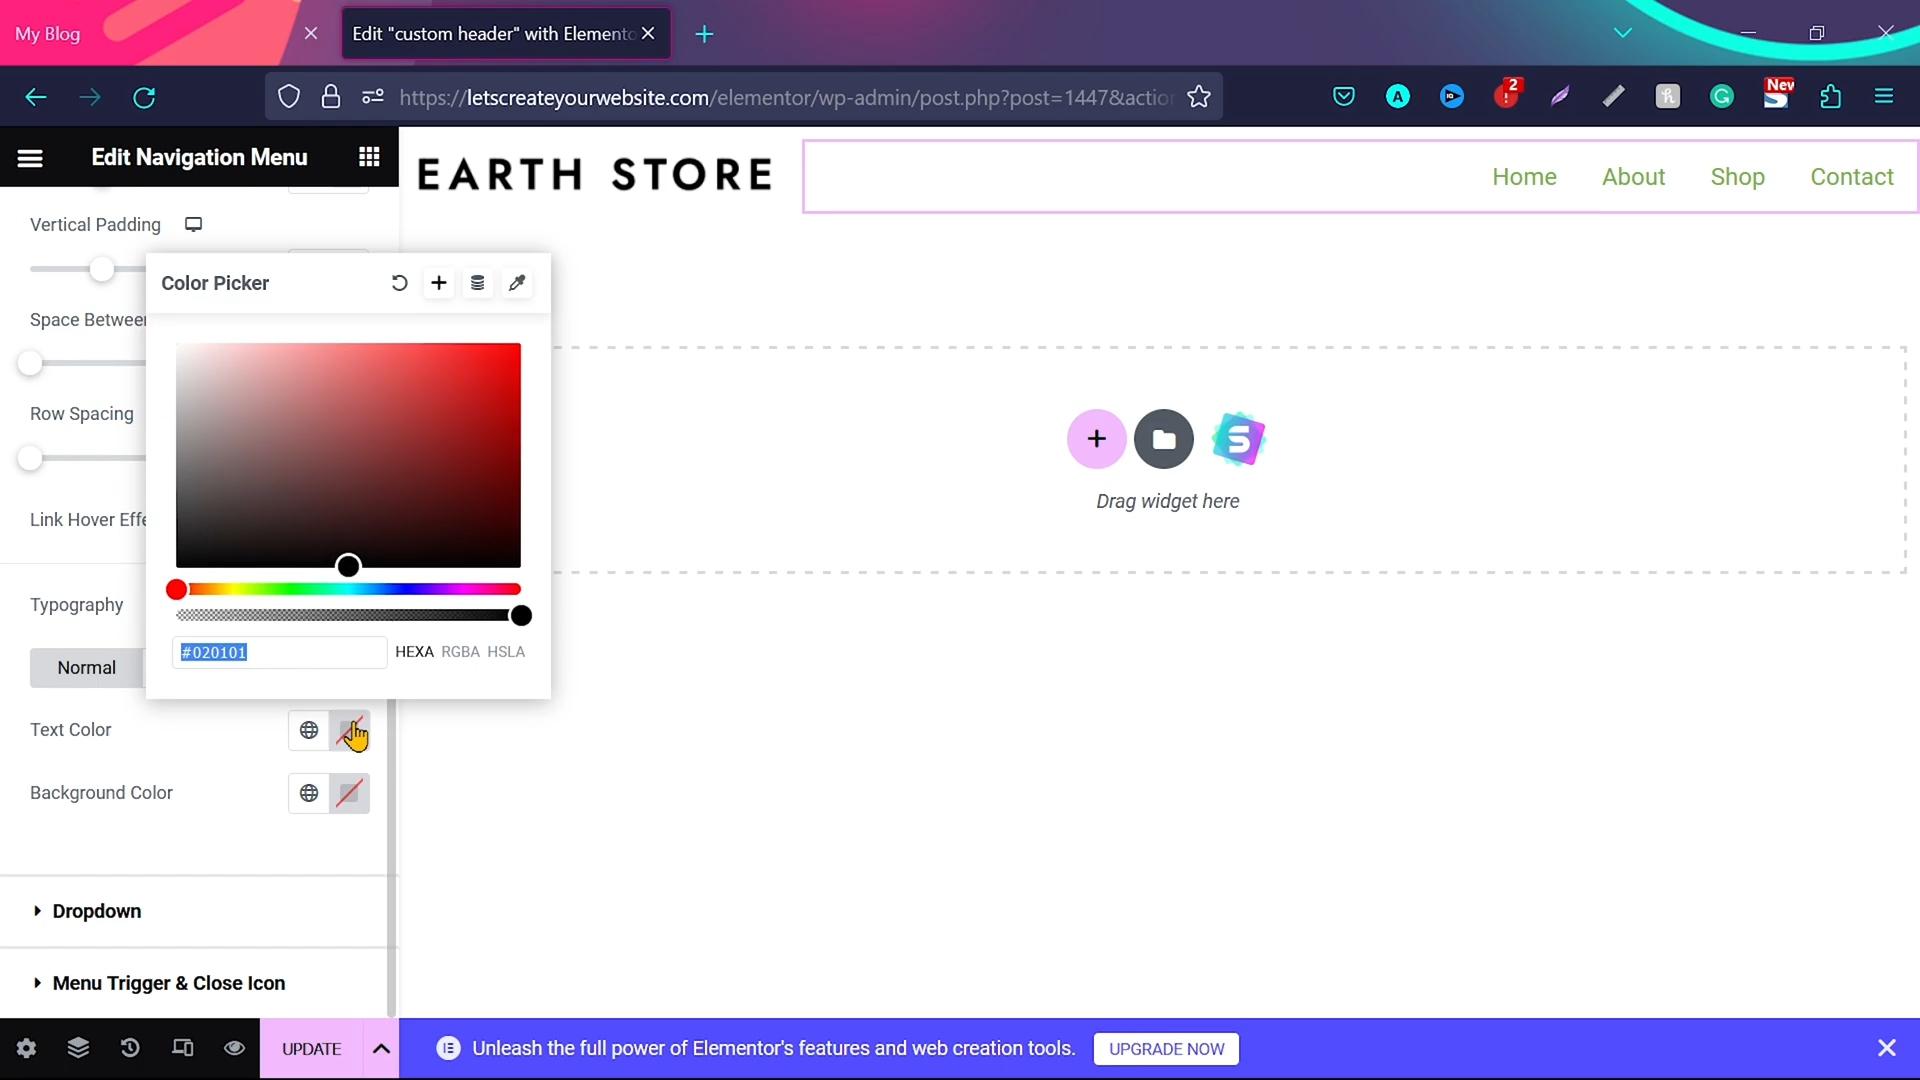 My Blog
Edit "custom header" with Elemento
https://letscreateyourwebsite.com/elementor/wp-admin/post.php?post=1447&actio
2
New
Edit Navigation Menu
EARTH STORE
Home
About
Shop
Contact
Vertical Padding
Color Picker
Space Between
Row Spacing
Link Hover Effe
Drag widget here
Typography
#020101
HEXA RGBA HSLA
Normal
Text Color
Background Color
Dropdown
Menu Trigger & Close Icon
UPDATE
Unleash the full power of Elementor's features and web creation tools.
UPGRADE NOW